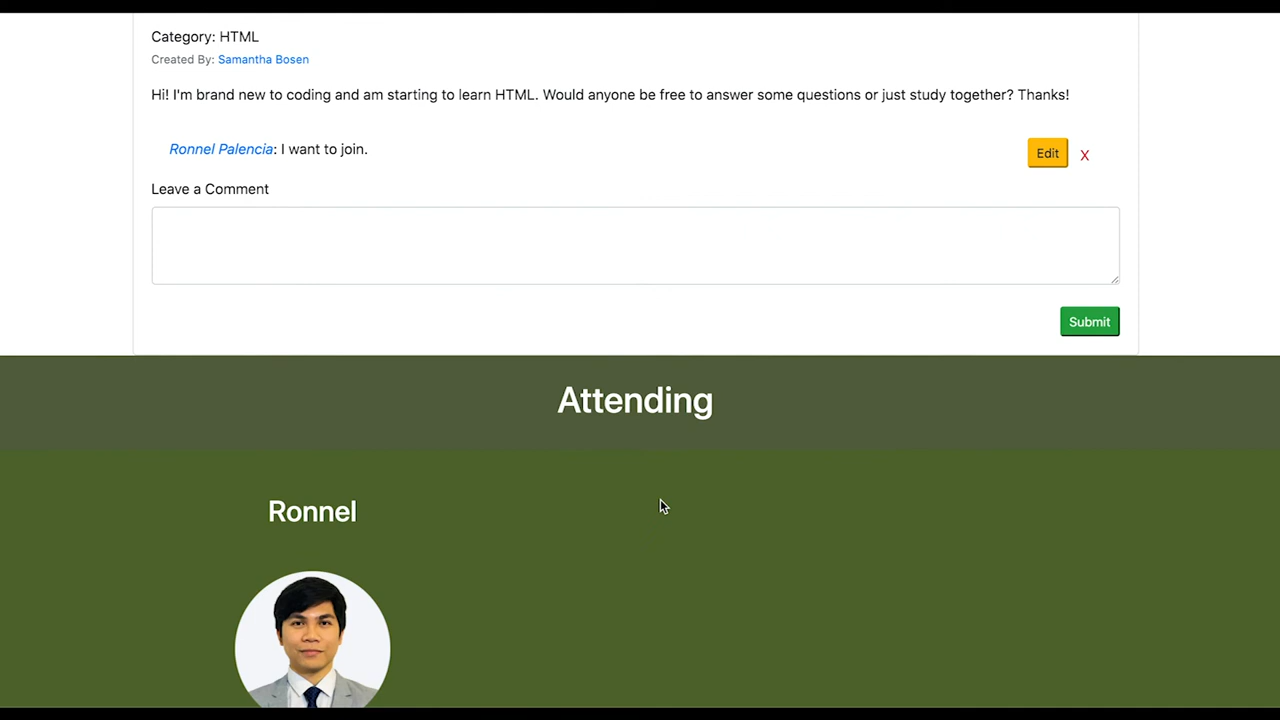 Category: HTML
Created By: Samantha Bosen
Hi! I'm brand new to coding and am starting to learn HTML. Would anyone be free to answer some questions or just study together? Thanks!
Ronnel Palencia: I want to join.
Edit
X
Leave a Comment
Submit
Attending
Ronnel